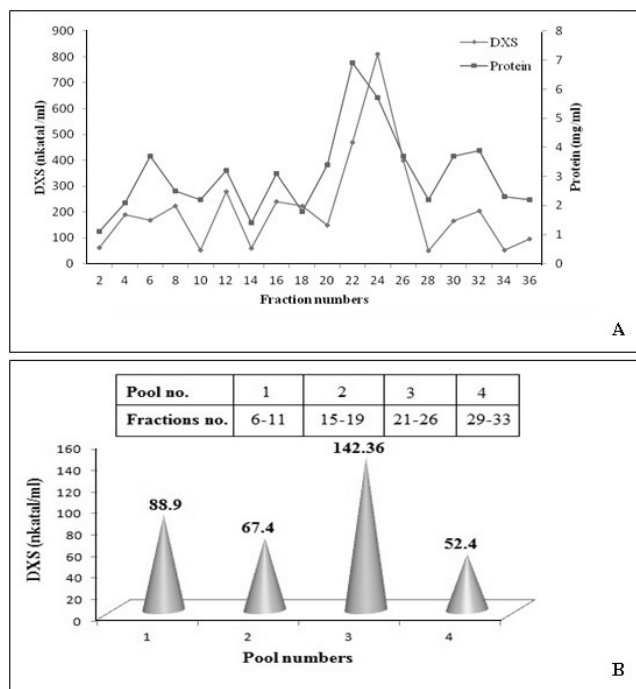 DXS (nkatal/ml)
900
800
700
600
500
400
300
200
100
0
DXS
Protein
8
7
6
5
4
3
2
1
0
Protein (mg/ml)
2 4 6 8 10 12 14 16 18 20 22 24 26 28 30 32 34 36
Fraction numbers
A
Pool no. 1 2 3 4
Fractions no. 6-11 15-19 21-26 29-33
DXS (nkatal/ml)
160
140
120
100
80
60
40
20
0
88.9
67.4
142.36
52.4
1 2 3 4
Pool numbers
B